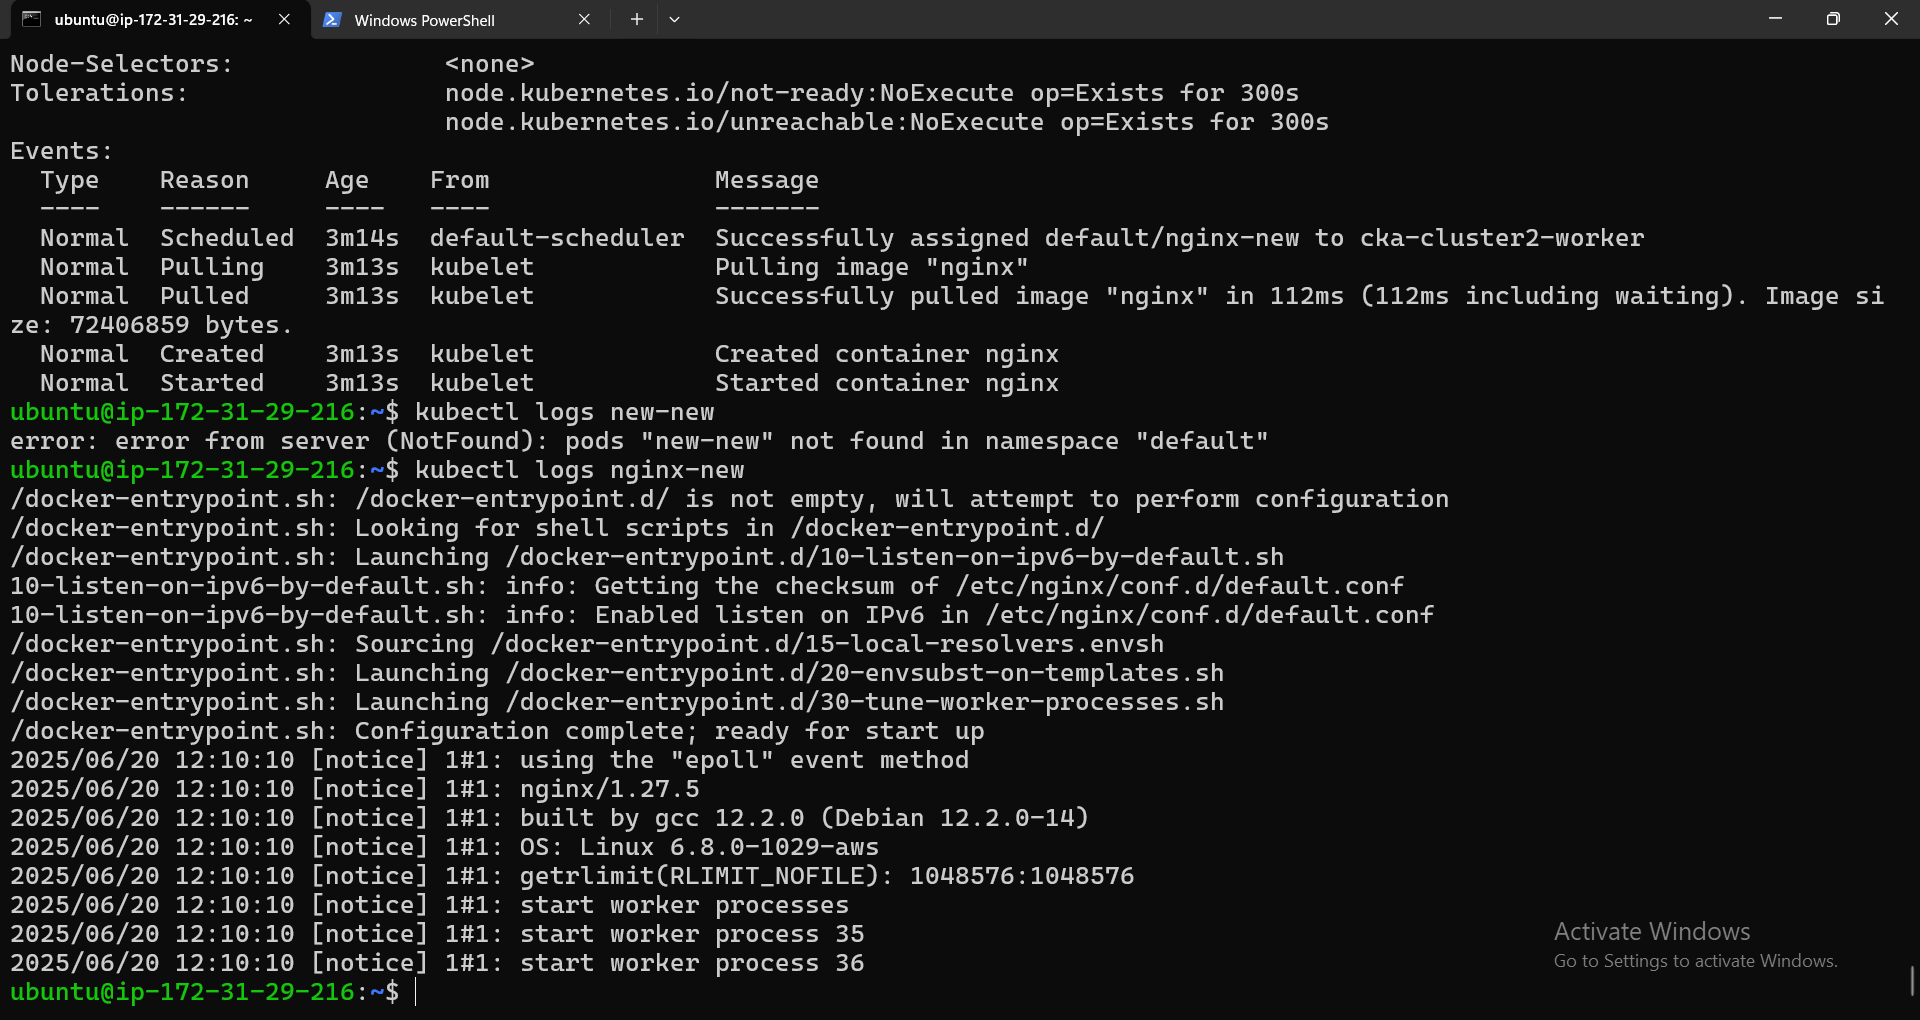 ubuntu@ip-172-31-29-216: ~
Windows PowerShell
Node-Selectors:              <none>
Tolerations:                 node.kubernetes.io/not-ready:NoExecute op=Exists for 300s
                             node.kubernetes.io/unreachable:NoExecute op=Exists for 300s
Events:
  Type    Reason     Age   From               Message
  ----    ------     ----  ----               -------
  Normal  Scheduled  3m14s  default-scheduler  Successfully assigned default/nginx-new to cka-cluster2-worker
  Normal  Pulling    3m13s  kubelet            Pulling image "nginx"
  Normal  Pulled     3m13s  kubelet            Successfully pulled image "nginx" in 112ms (112ms including waiting). Image si
ze: 72406859 bytes.
  Normal  Created    3m13s  kubelet            Created container nginx
  Normal  Started    3m13s  kubelet            Started container nginx
ubuntu@ip-172-31-29-216:~$ kubectl logs new-new
error: error from server (NotFound): pods "new-new" not found in namespace "default"
ubuntu@ip-172-31-29-216:~$ kubectl logs nginx-new
/docker-entrypoint.sh: /docker-entrypoint.d/ is not empty, will attempt to perform configuration
/docker-entrypoint.sh: Looking for shell scripts in /docker-entrypoint.d/
/docker-entrypoint.sh: Launching /docker-entrypoint.d/10-listen-on-ipv6-by-default.sh
10-listen-on-ipv6-by-default.sh: info: Getting the checksum of /etc/nginx/conf.d/default.conf
10-listen-on-ipv6-by-default.sh: info: Enabled listen on IPv6 in /etc/nginx/conf.d/default.conf
/docker-entrypoint.sh: Sourcing /docker-entrypoint.d/15-local-resolvers.envsh
/docker-entrypoint.sh: Launching /docker-entrypoint.d/20-envsubst-on-templates.sh
/docker-entrypoint.sh: Launching /docker-entrypoint.d/30-tune-worker-processes.sh
/docker-entrypoint.sh: Configuration complete; ready for start up
2025/06/20 12:10:10 [notice] 1#1: using the "epoll" event method
2025/06/20 12:10:10 [notice] 1#1: nginx/1.27.5
2025/06/20 12:10:10 [notice] 1#1: built by gcc 12.2.0 (Debian 12.2.0-14)
2025/06/20 12:10:10 [notice] 1#1: OS: Linux 6.8.0-1029-aws
2025/06/20 12:10:10 [notice] 1#1: getrlimit(RLIMIT_NOFILE): 1048576:1048576
2025/06/20 12:10:10 [notice] 1#1: start worker processes
2025/06/20 12:10:10 [notice] 1#1: start worker process 35
2025/06/20 12:10:10 [notice] 1#1: start worker process 36
ubuntu@ip-172-31-29-216:~$
Activate Windows
Go to Settings to activate Windows.